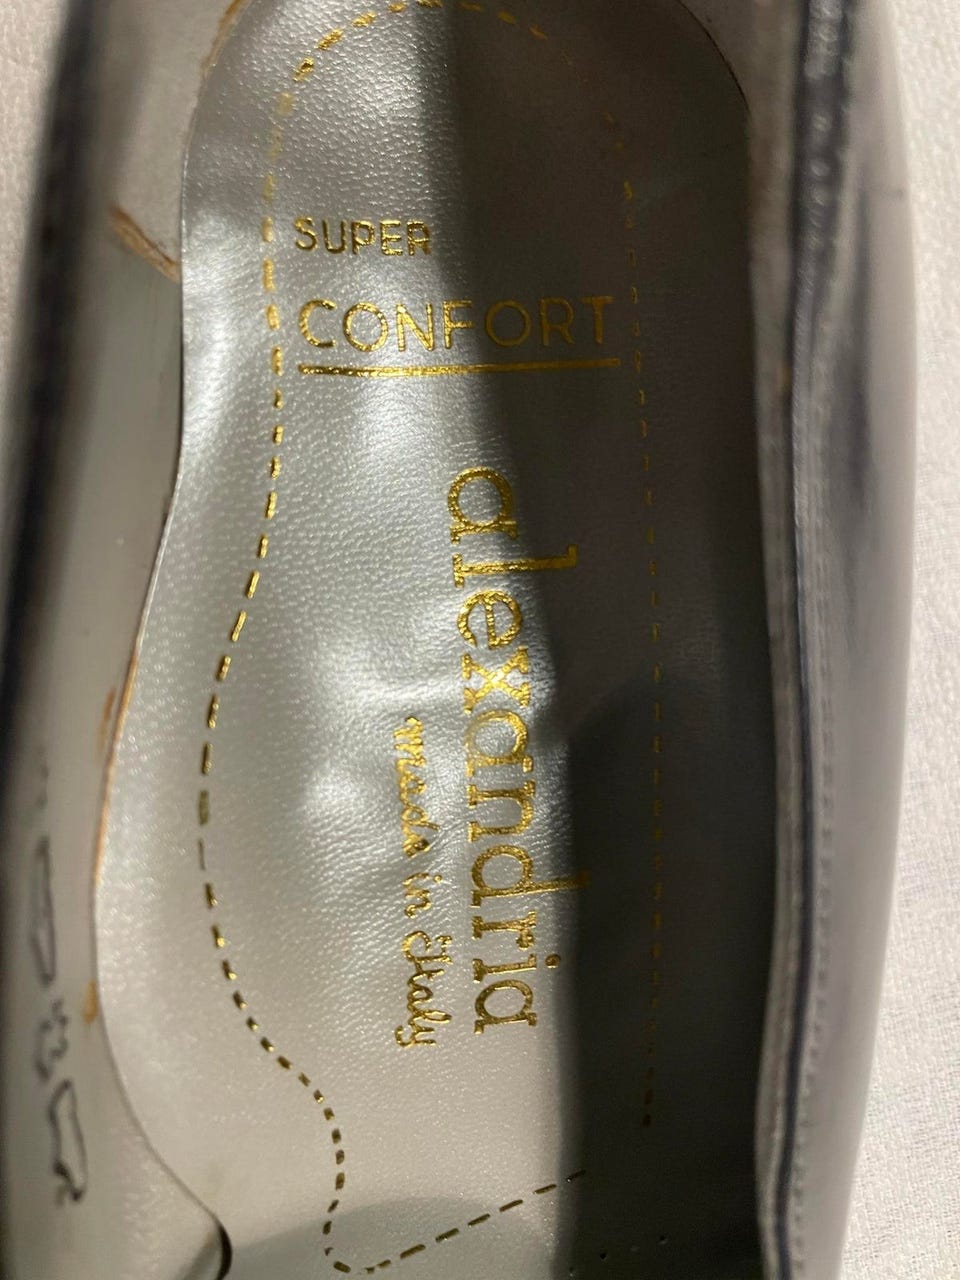 SUPER
CONFORT
alexandria
made in Italy